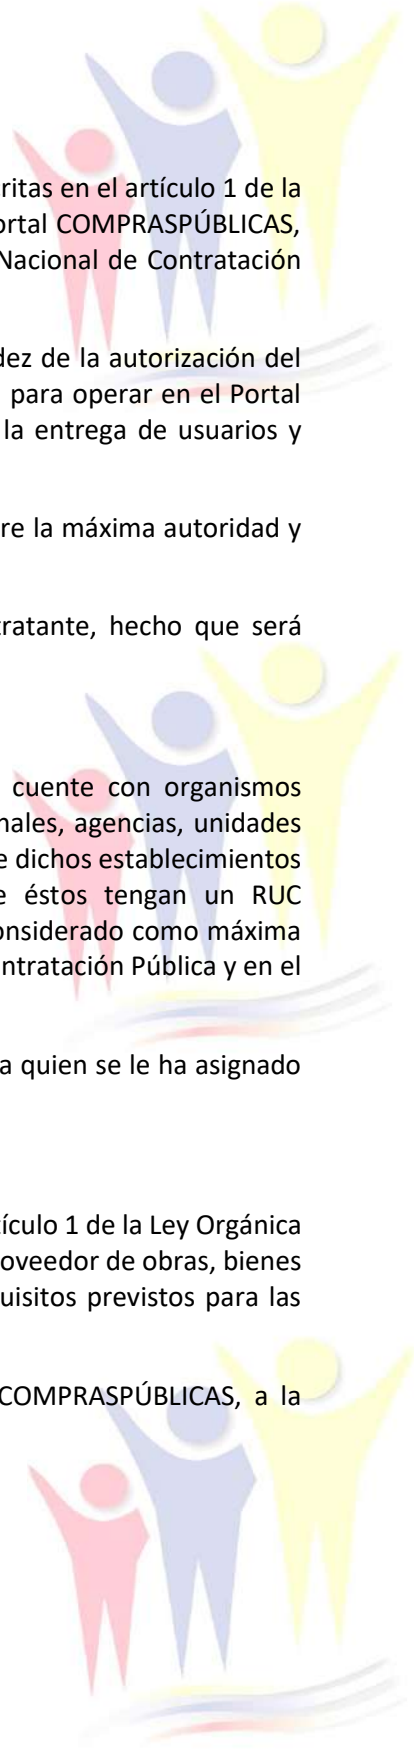 ritas en el artículo 1 de la
ortal COMPRASPÚBLICAS,
Nacional de Contratación
dez de la autorización del
para operar en el Portal
la entrega de usuarios y
re la máxima autoridad y
tratante, hecho que será
cuente con organismos
nales, agencias, unidades
e dichos establecimientos
e éstos tengan un RUC
onsiderado como máxima
ontratación Pública y en el
a quien se le ha asignado
tículo 1 de la Ley Orgánica
oveedor de obras, bienes
uisitos previstos para las
COMPRASPÚBLICAS, a la